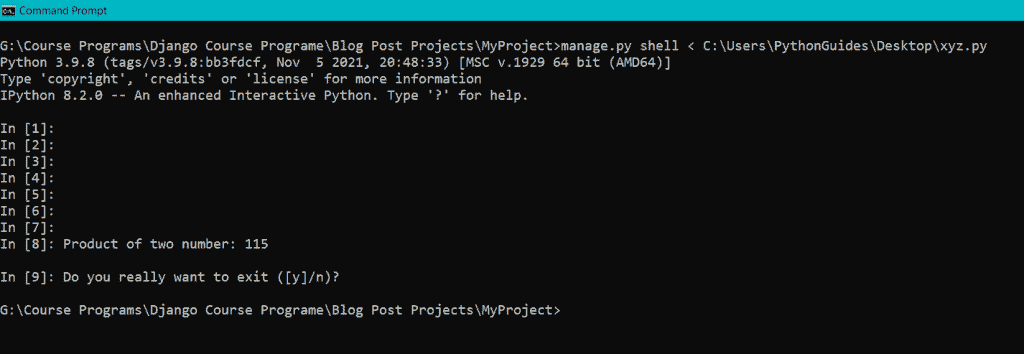 Command Prompt
G:\Course Programs\Django Course Programe\Blog Post Projects\MyProject>manage.py shell < C:\Users\PythonGuides\Desktop\xyz.py
Python 3.9.8 (tags/v3.9.8:bb3fdcf, Nov  5 2021, 20:48:33) [MSC v.1929 64 bit (AMD64)]
Type 'copyright', 'credits' or 'license' for more information
IPython 8.2.0 -- An enhanced Interactive Python. Type '?' for help.
In [1]:
In [2]:
In [3]:
In [4]:
In [5]:
In [6]:
In [7]:
In [8]: Product of two number: 115
In [9]: Do you really want to exit ([y]/n)?
G:\Course Programs\Django Course Programe\Blog Post Projects\MyProject>